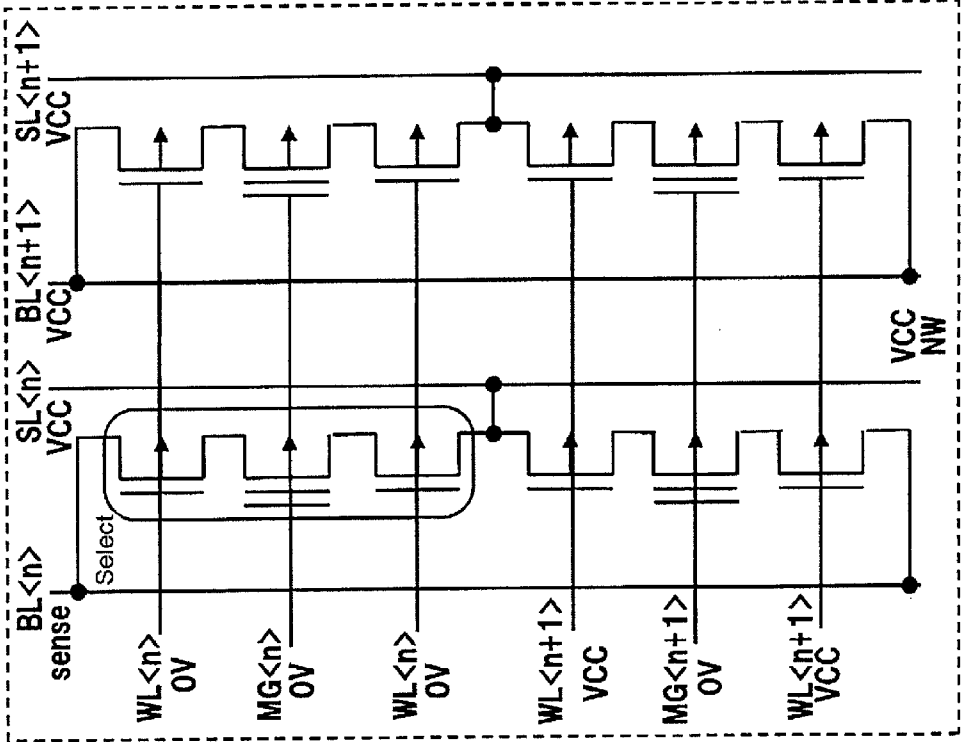 BL<n>
sense
SL<n>
VCC
BL<n+1>
VCC
SL<n+1>
VCC
Select
WL<n>
0V
MG<n>
0V
WL<n>
0V
WL<n+1>
VCC
MG<n+1>
0V
WL<n+1>
VCC
VCC
NW